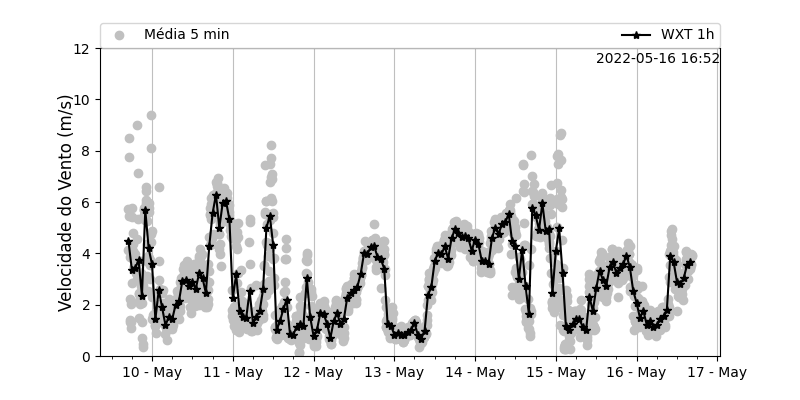 Média 5 min
WXT 1h
2022-05-16 16:52
Velocidade do Vento (m/s)
12
10
8
6
4
2
0
10 - May
11 - May
12 - May
13 - May
14 - May
15 - May
16 - May
17 - May